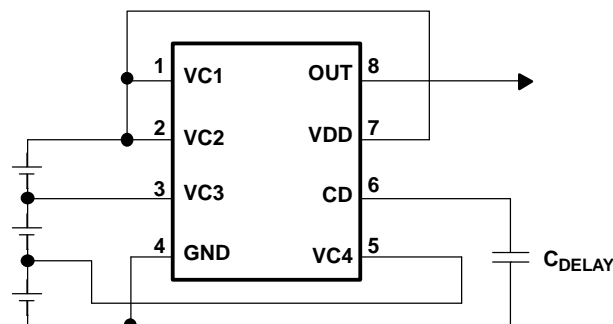 1 VC1 OUT 8
2 VC2 VDD 7
3 VC3 CD 6
4 GND VC4 5
CDELAY